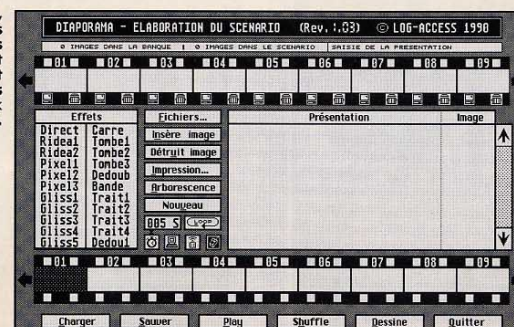 DIAPORAMA - ELABORATION DU SCENARIO (Rev.:.03) © LOG-ACCESS 1990
0 IMAGES DANS LA BANQUE | 0 IMAGES DANS LE SCENARIO | SAISIE DE LA PRESENTATION
01 02 03 04 05 06 07 08 09
Effets
Direct Carre
Ridea1 Tombe1
Ridea2 Tombe2
Pixel1 Tombe3
Pixel2 Dedoub
Pixel3 Bande
Gliss1 Trait1
Gliss2 Trait2
Gliss3 Trait3
Gliss4 Trait4
Gliss5 Dedou1
Fichiers...
Insère image
Détruit image
Impression...
Arborescence
Nouveau
005 S LOOP
Présentation Image
01 02 03 04 05 06 07 08 09
Charger Sauver Play Shuffle Dessine Quitter